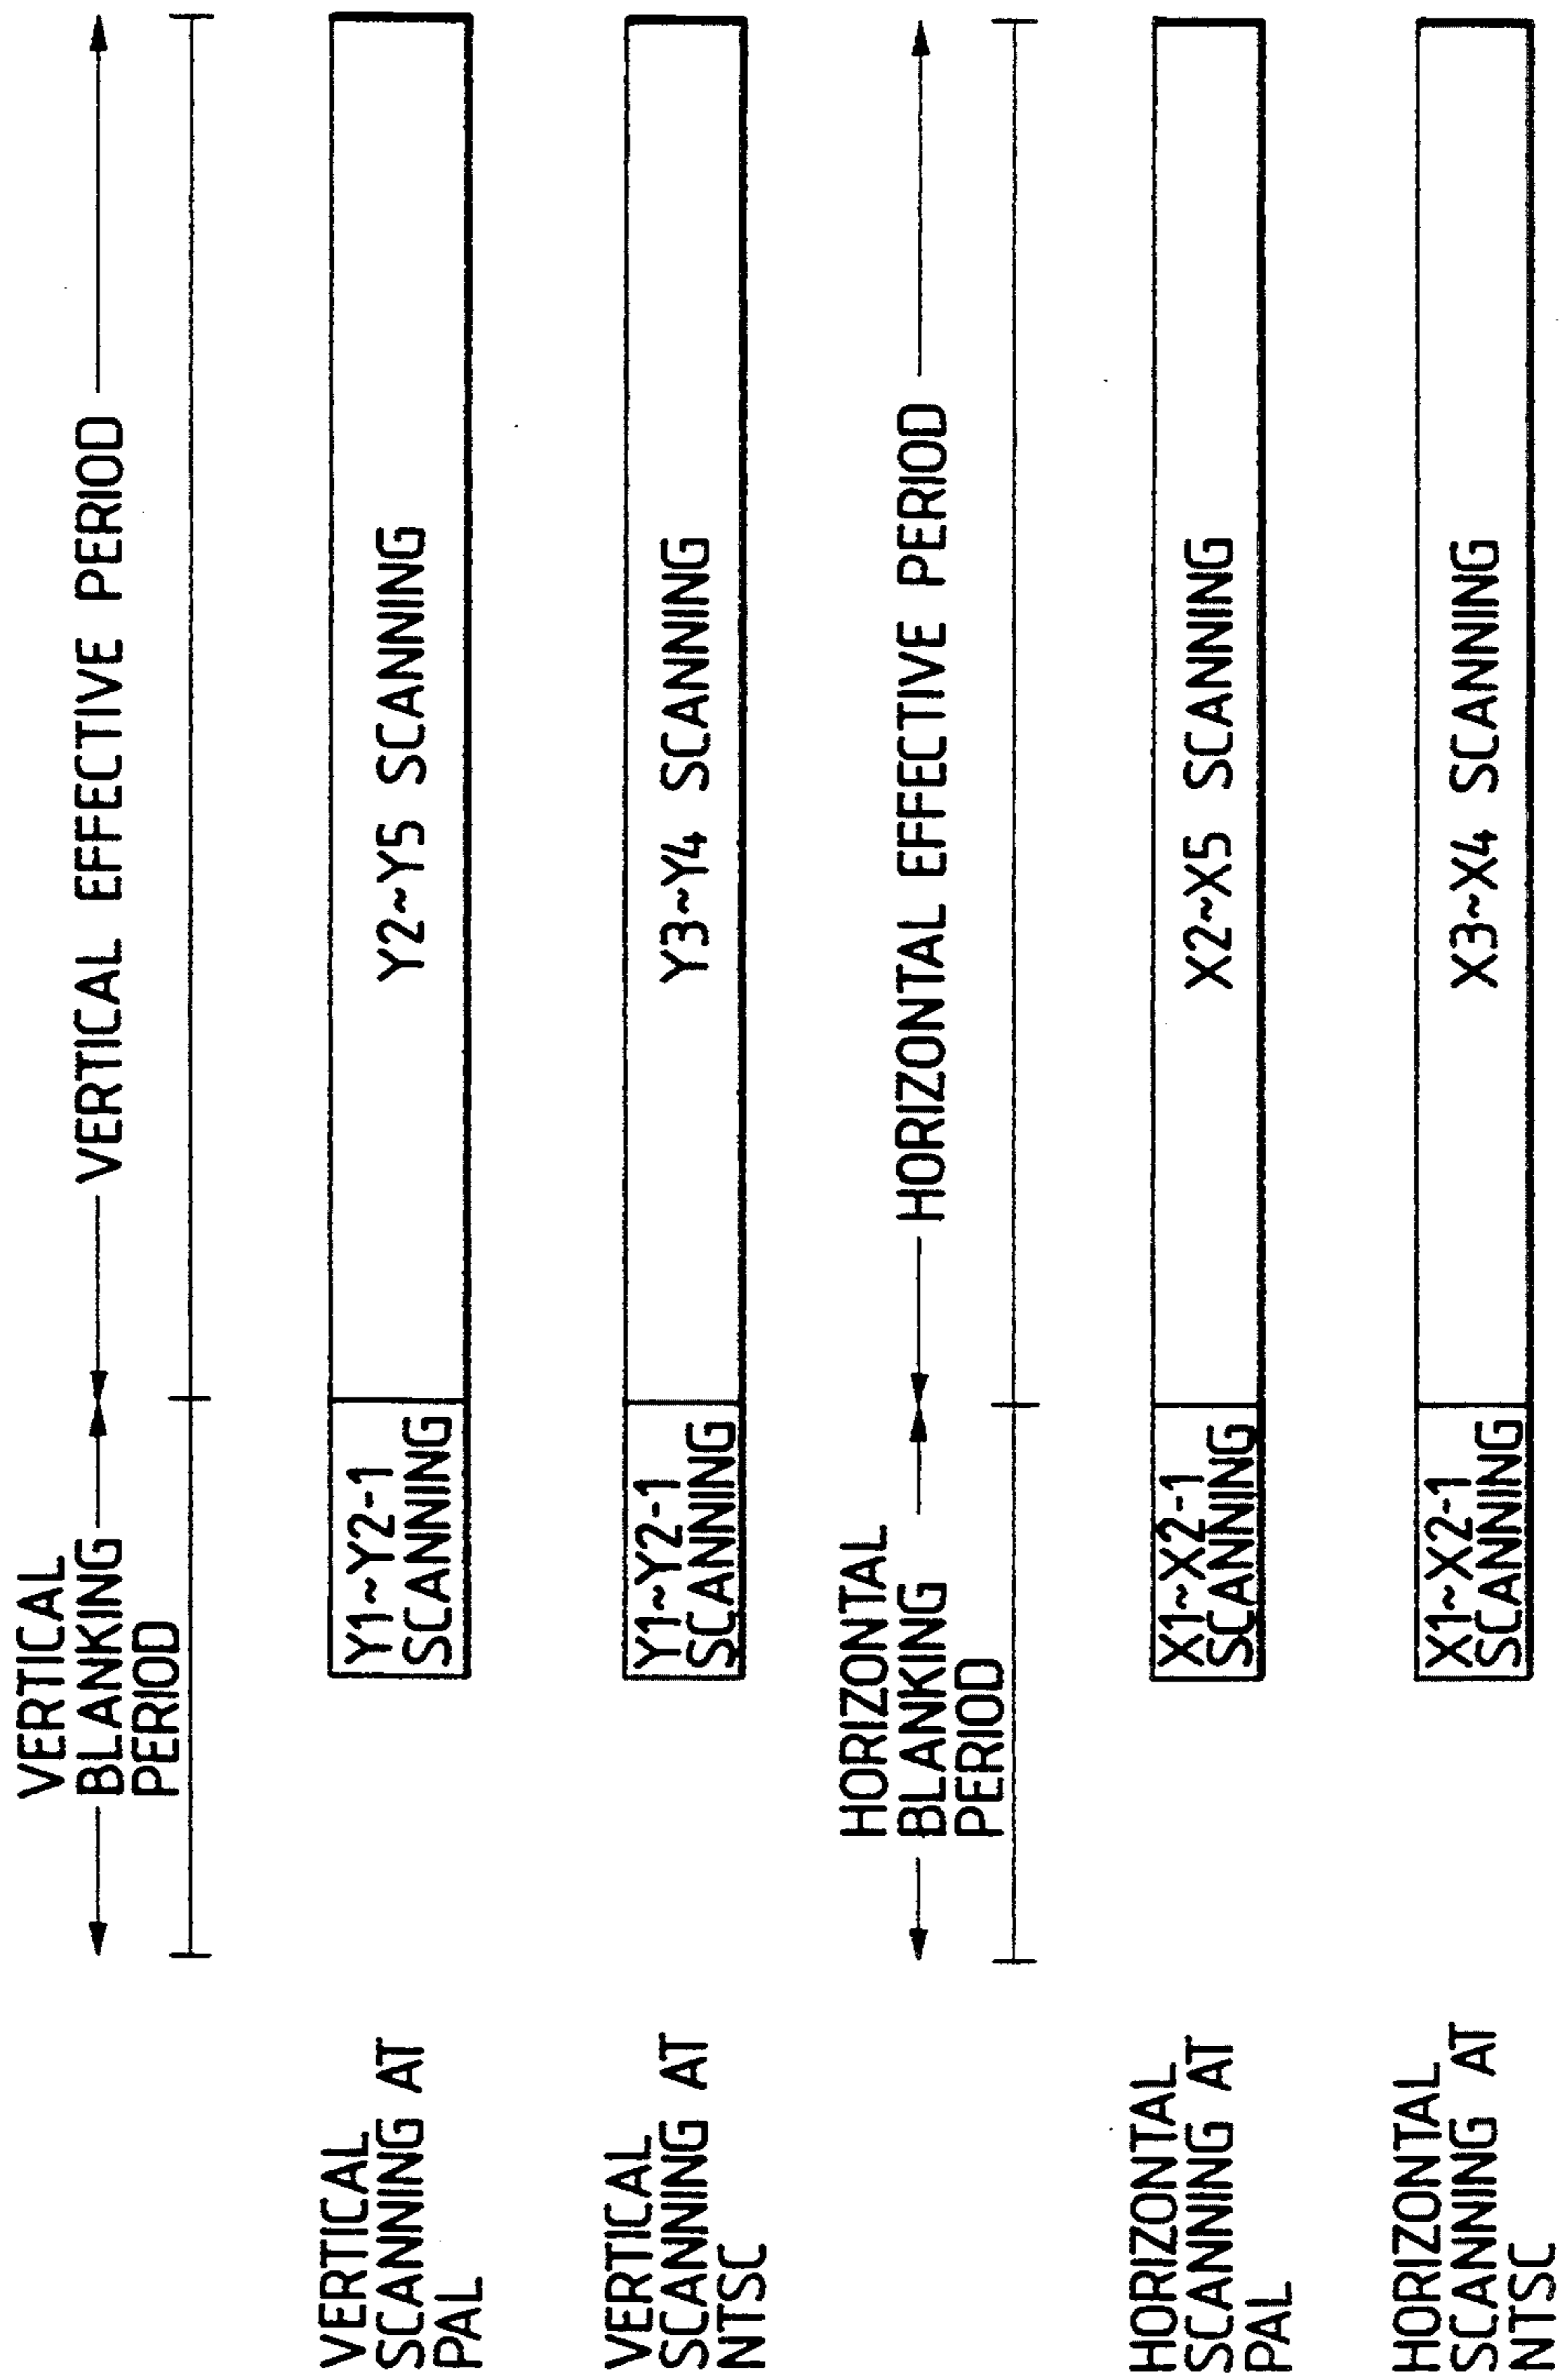 VERTICAL
BLANKING
PERIOD
VERTICAL EFFECTIVE PERIOD
VERTICAL
SCANNING AT
PAL
Y1~Y2-1
SCANNING
Y2~Y5 SCANNING
VERTICAL
SCANNING AT
NTSC
Y1~Y2-1
SCANNING
Y3~Y4 SCANNING
HORIZONTAL
BLANKING
PERIOD
HORIZONTAL EFFECTIVE PERIOD
HORIZONTAL
SCANNING AT
PAL
X1~X2-1
SCANNING
X2~X5 SCANNING
HORIZONTAL
SCANNING AT
NTSC
X1~X2-1
SCANNING
X3~X4 SCANNING